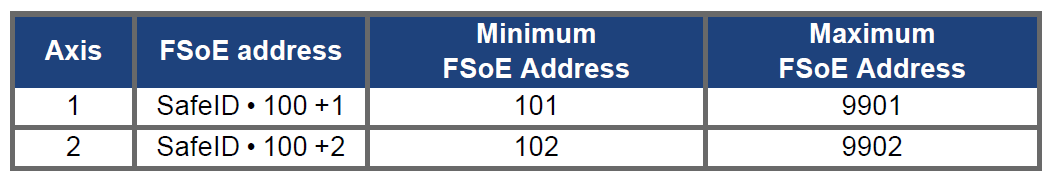 Axis FSoE address Minimum FSoE Address Maximum FSoE Address
1 SafeID • 100 +1 101 9901
2 SafeID • 100 +2 102 9902